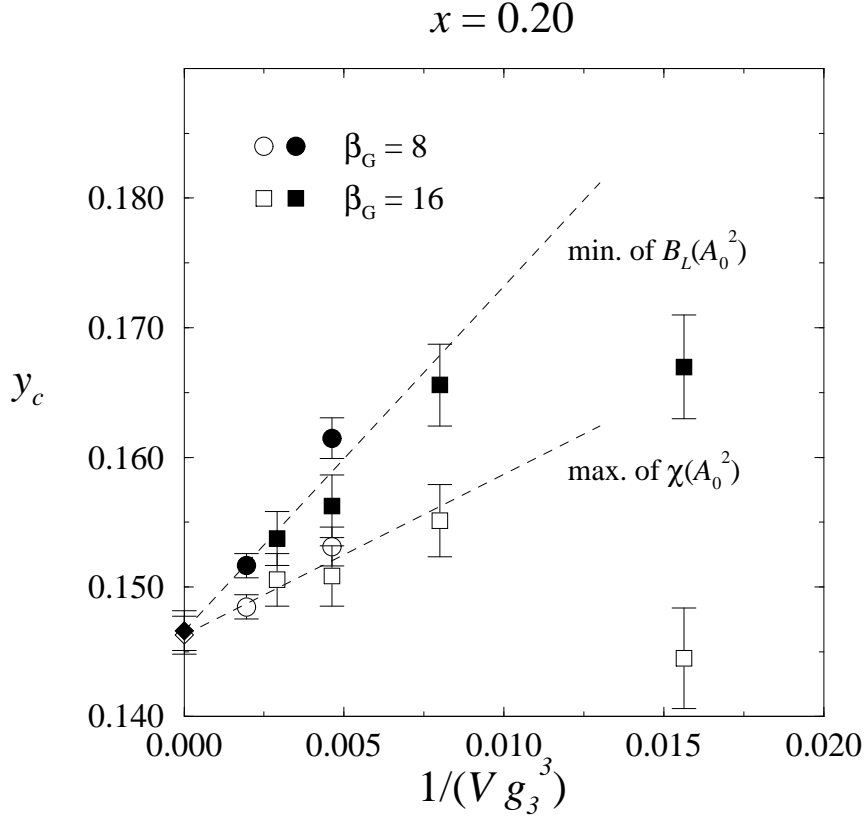 x = 0.20
β_G = 8
β_G = 16
min. of B_L(A_0^2)
max. of χ(A_0^2)
y_c
0.180
0.170
0.160
0.150
0.140
0.000 0.005 0.010 0.015 0.020
1/(V g_3^3)